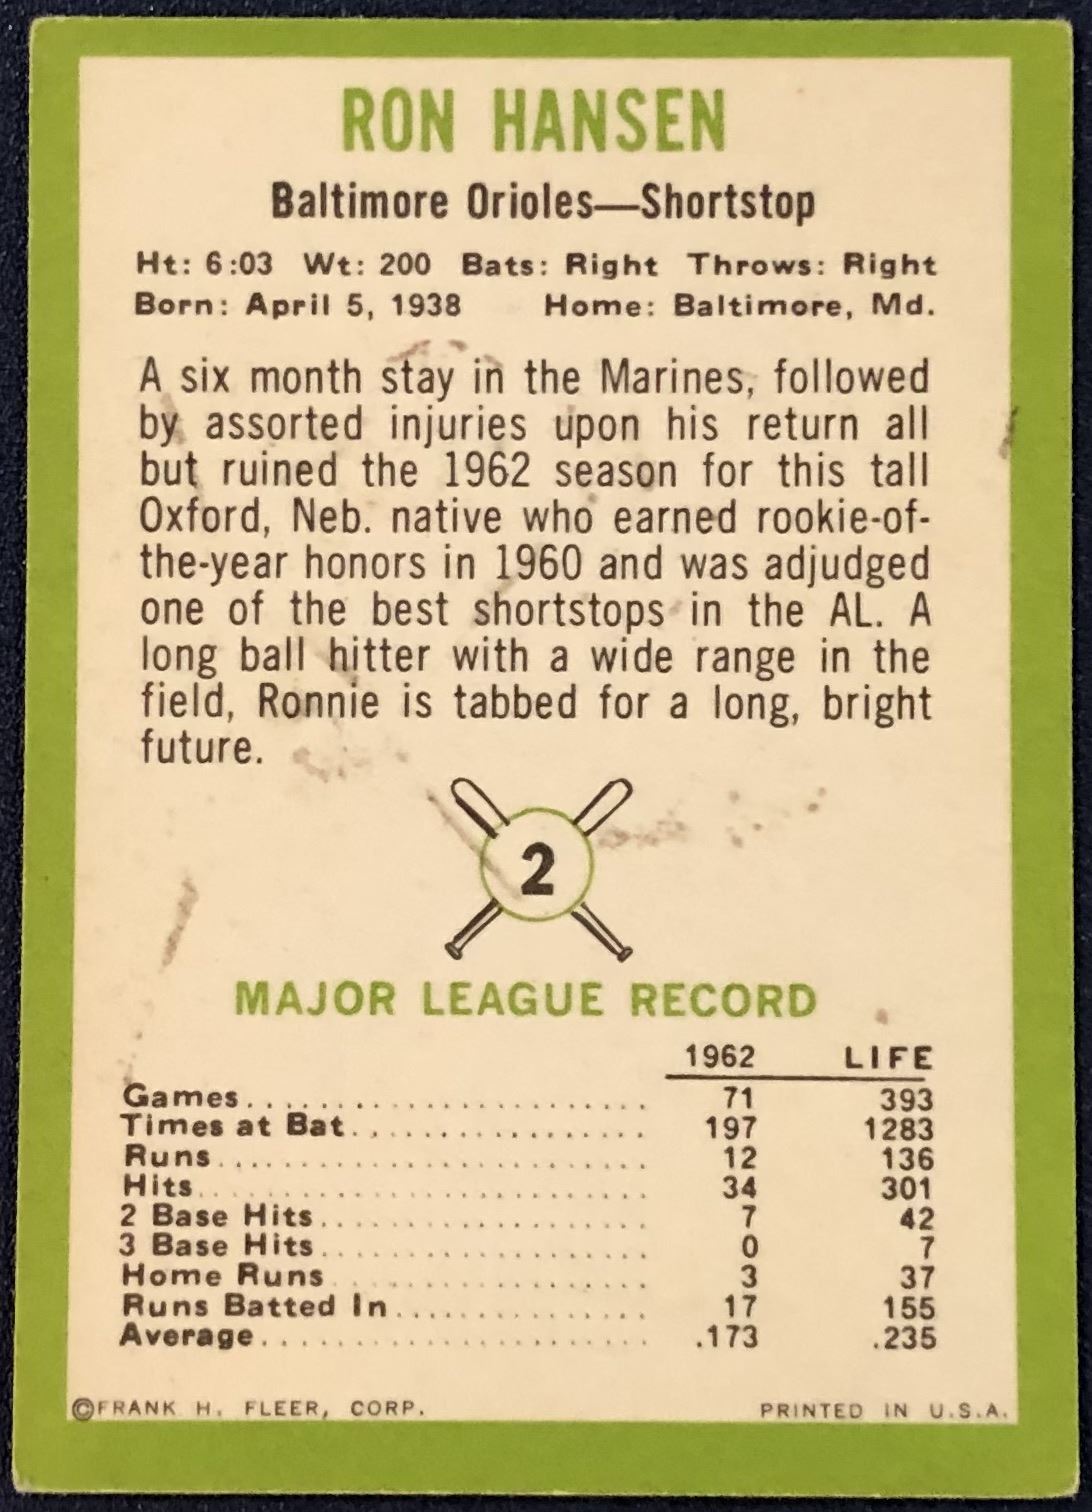 RON HANSEN
Baltimore Orioles—Shortstop
Ht: 6:03 Wt: 200 Bats: Right Throws: Right
Born: April 5, 1938 Home: Baltimore, Md.
A six month stay in the Marines, followed
by assorted injuries upon his return all
but ruined the 1962 season for this tall
Oxford, Neb. native who earned rookie-of-
the-year honors in 1960 and was adjudged
one of the best shortstops in the AL. A
long ball hitter with a wide range in the
field, Ronnie is tabbed for a long, bright
future.
2
MAJOR LEAGUE RECORD
1962 LIFE
Games......................... 71 393
Times at Bat................. 197 1283
Runs......................... 12 136
Hits......................... 34 301
2 Base Hits................... 7 42
3 Base Hits................... 0 7
Home Runs.................. 3 37
Runs Batted In.............. 17 155
Average...................... .173 .235
©FRANK H. FLEER, CORP. PRINTED IN U.S.A.